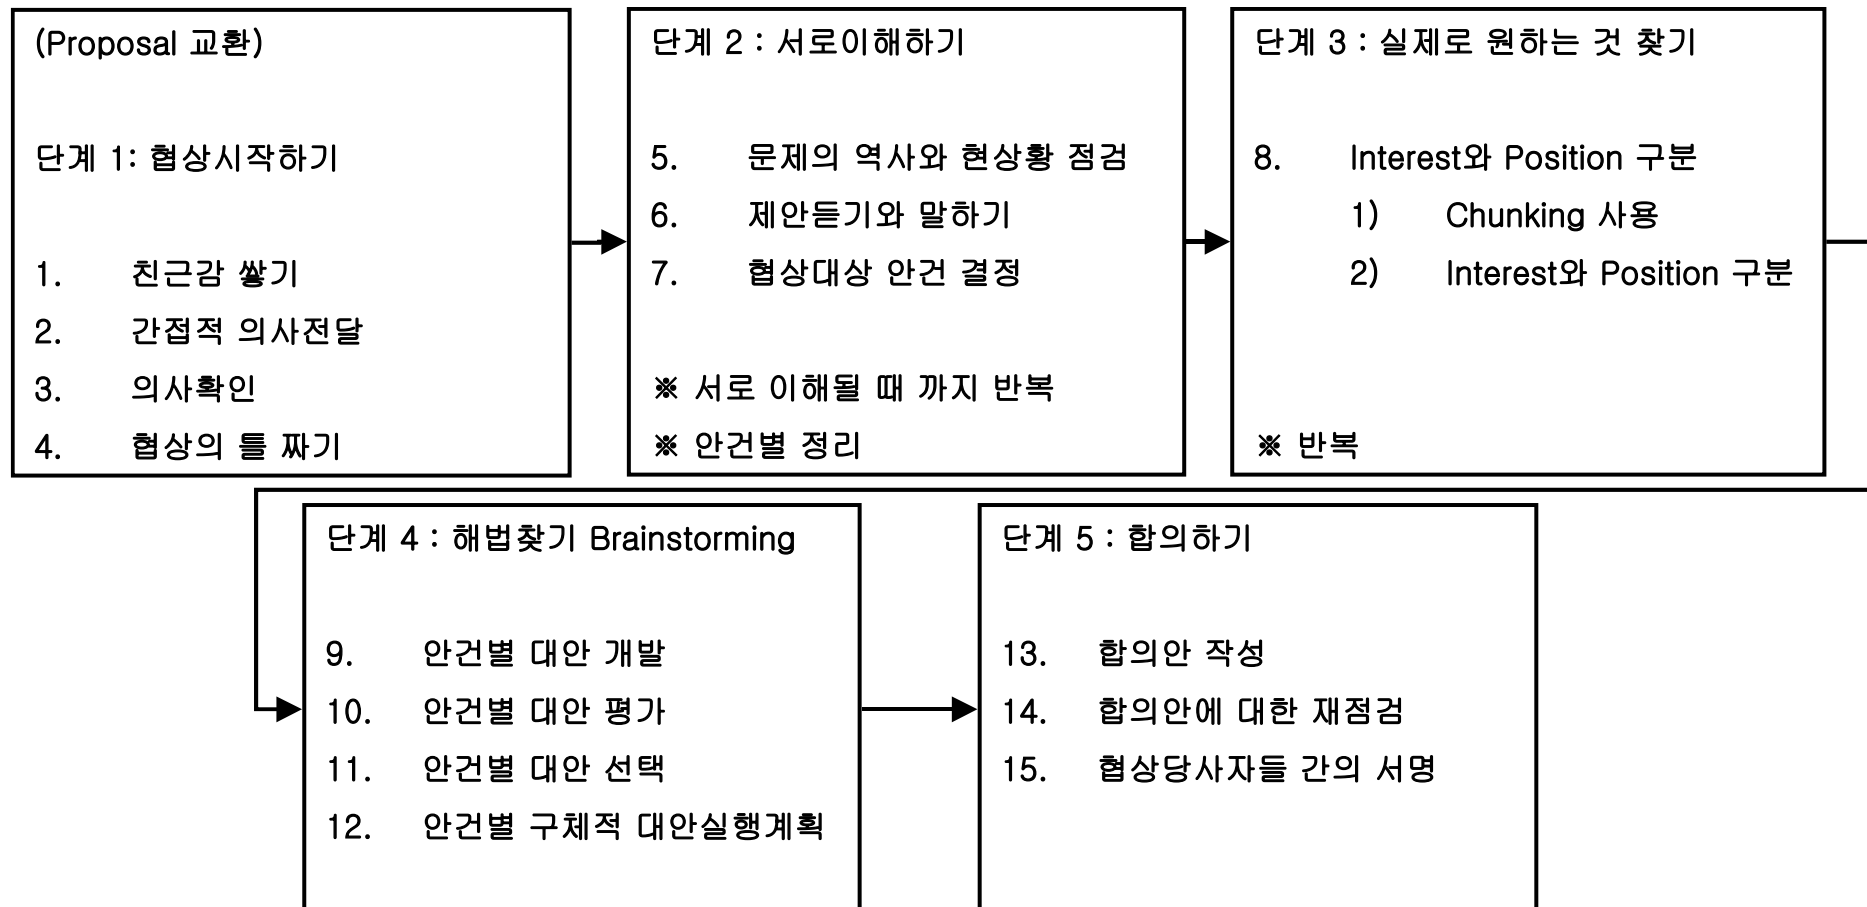 (Proposal 교환)
단계 1: 협상시작하기
1. 친근감 쌓기
2. 간접적 의사전달
3. 의사확인
4. 협상의 틀 짜기
단계 2 : 서로이해하기
5. 문제의 역사와 현상황 점검
6. 제안듣기와 말하기
7. 협상대상 안건 결정
※ 서로 이해될 때 까지 반복
※ 안건별 정리
단계 3 : 실제로 원하는 것 찾기
8. Interest와 Position 구분
1) Chunking 사용
2) Interest와 Position 구분
※ 반복
단계 4 : 해법찾기 Brainstorming
9. 안건별 대안 개발
10. 안건별 대안 평가
11. 안건별 대안 선택
12. 안건별 구체적 대안실행계획
단계 5 : 합의하기
13. 합의안 작성
14. 합의안에 대한 재점검
15. 협상당사자들 간의 서명